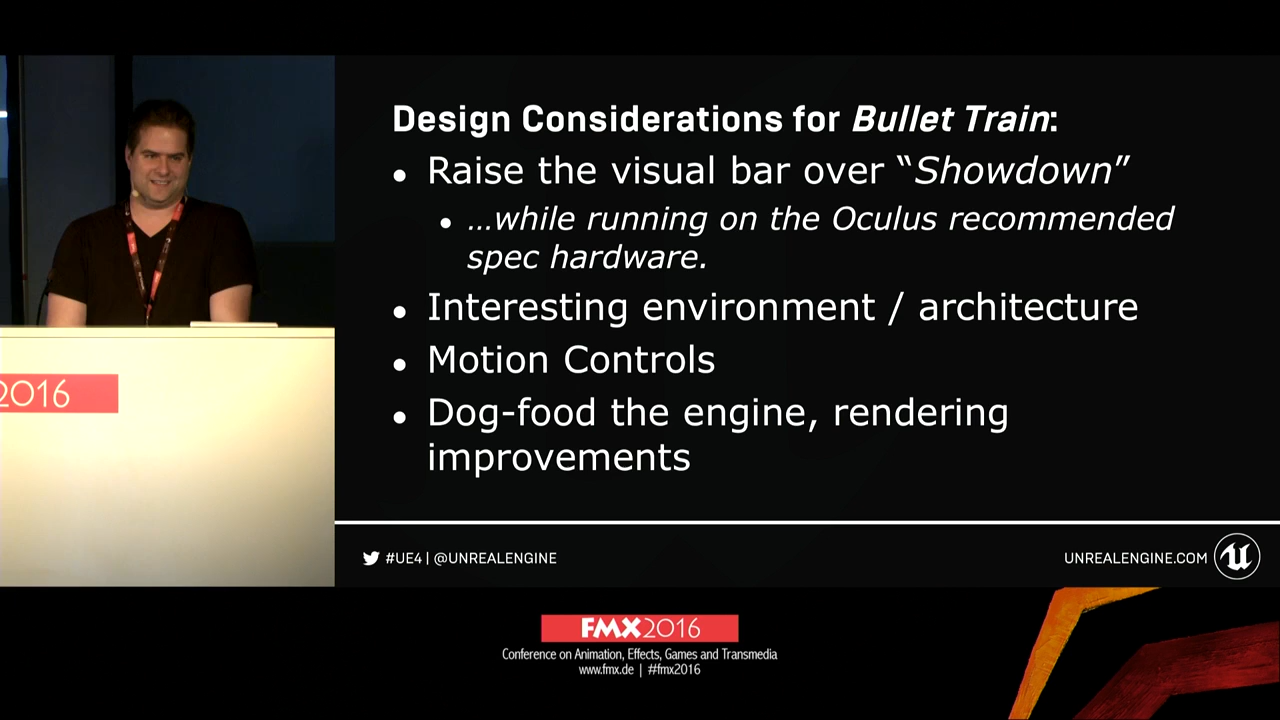 Design Considerations for Bullet Train:
• Raise the visual bar over “Showdown”
• …while running on the Oculus recommended
spec hardware.
• Interesting environment / architecture
• Motion Controls
• Dog-food the engine, rendering
improvements
2016
#UE4 | @UNREALENGINE
UNREALENGINE.COM
FMX2016
Conference on Animation, Effects, Games and Transmedia
www.fmx.de | #fmx2016